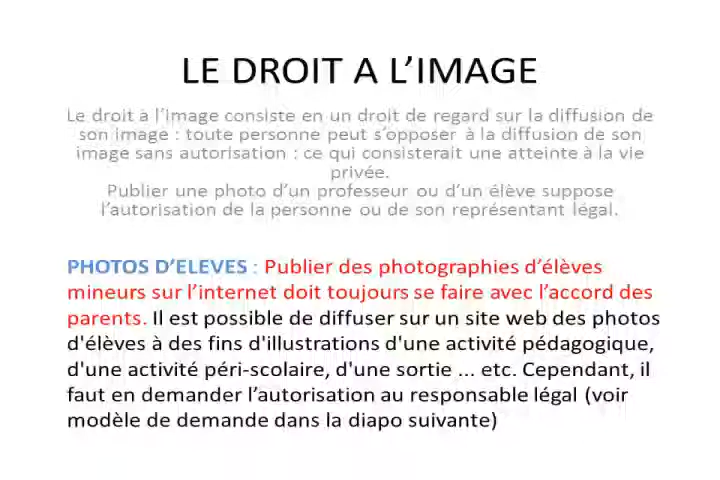 LE DROIT A L’IMAGE
Le droit à l’image consiste en un droit de regard sur la diffusion de
son image : toute personne peut s’opposer à la diffusion de son
image sans autorisation : ce qui consisterait une atteinte à la vie
privée.
Publier une photo d’un professeur ou d’un élève suppose
l’autorisation de la personne ou de son représentant légal.
PHOTOS D’ELEVES : Publier des photographies d’élèves
mineurs sur l’internet doit toujours se faire avec l’accord des
parents. Il est possible de diffuser sur un site web des photos
d'élèves à des fins d'illustrations d'une activité pédagogique,
d'une activité péri-scolaire, d'une sortie ... etc. Cependant, il
faut en demander l’autorisation au responsable légal (voir
modèle de demande dans la diapo suivante)